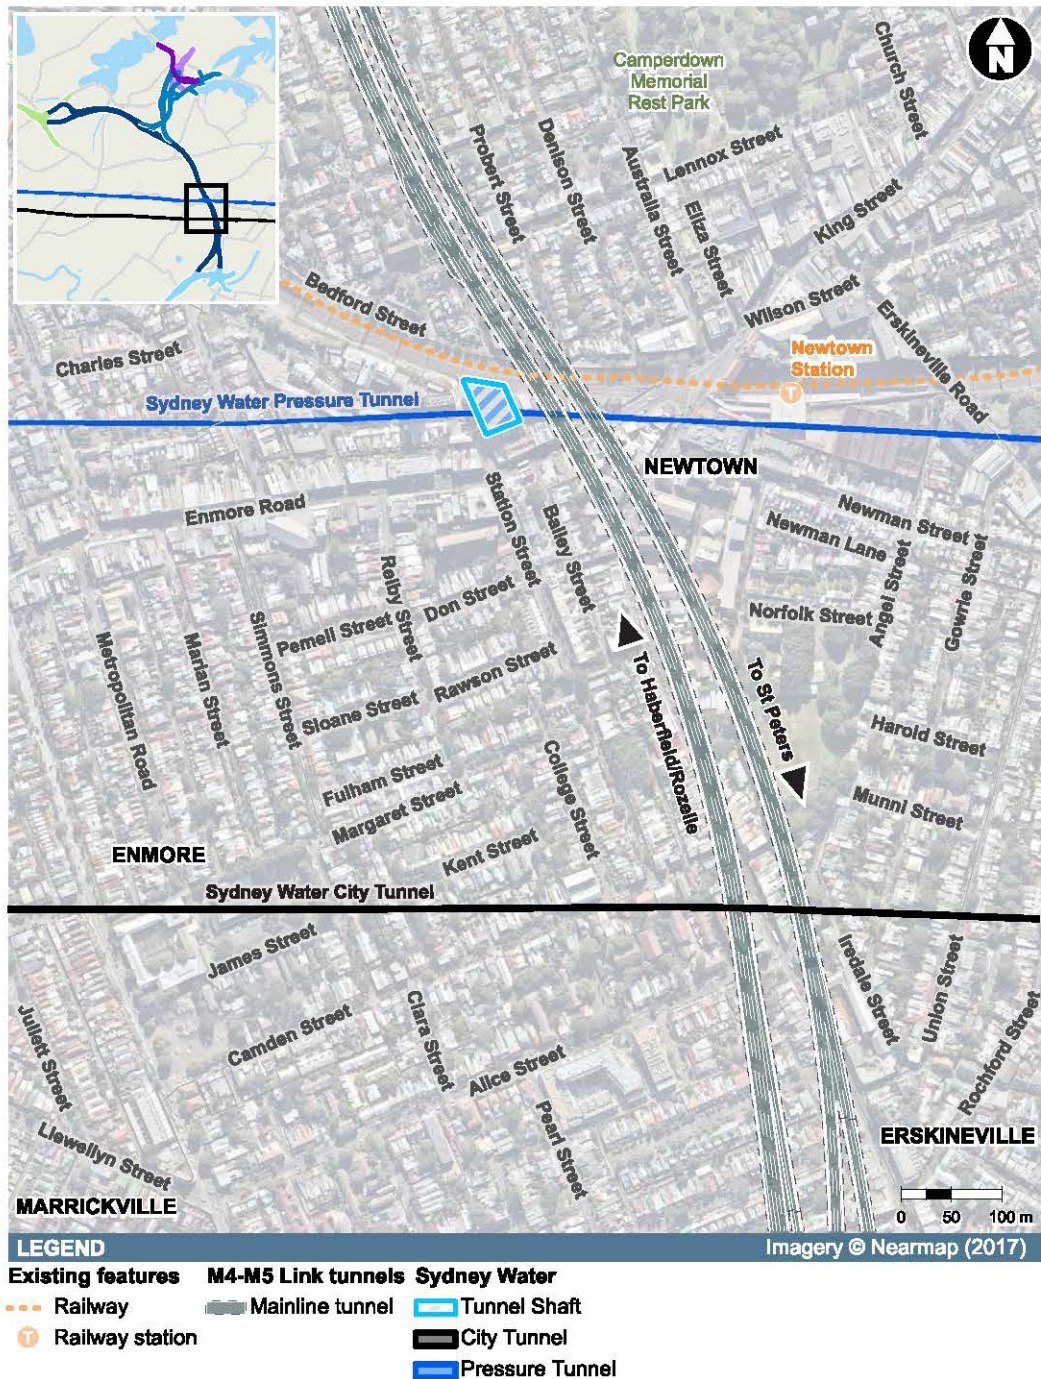 N
Camperdown
Memorial
Rest Park
Church Street
Probert Street
Denison Street
Australia Street
Lennox Street
Eliza Street
King Street
Bedford Street
Wilson Street
Erskineville Road
Charles Street
Newtown
Station
T
Sydney Water Pressure Tunnel
NEWTOWN
Enmore Road
Station Street
Bailey Street
Newman Street
Newman Lane
Angel Street
Gowrie Street
Reiby Street
Don Street
Pemell Street
Simmons Street
Norfolk Street
Metropolitan Road
Marian Street
Rawson Street
Sloane Street
To Haberfield/Rozelle
To St Peters
Harold Street
Fulham Street
College Street
Margaret Street
Munni Street
Kent Street
ENMORE
Sydney Water City Tunnel
James Street
Iredale Street
Union Street
Juliett Street
Camden Street
Clara Street
Alice Street
Rochford Street
Pearl Street
Llewellyn Street
ERSKINEVILLE
MARRICKVILLE
0 50 100 m
LEGEND
Imagery © Nearmap (2017)
Existing features
Railway
T Railway station
M4-M5 Link tunnels
Mainline tunnel
Sydney Water
Tunnel Shaft
City Tunnel
Pressure Tunnel